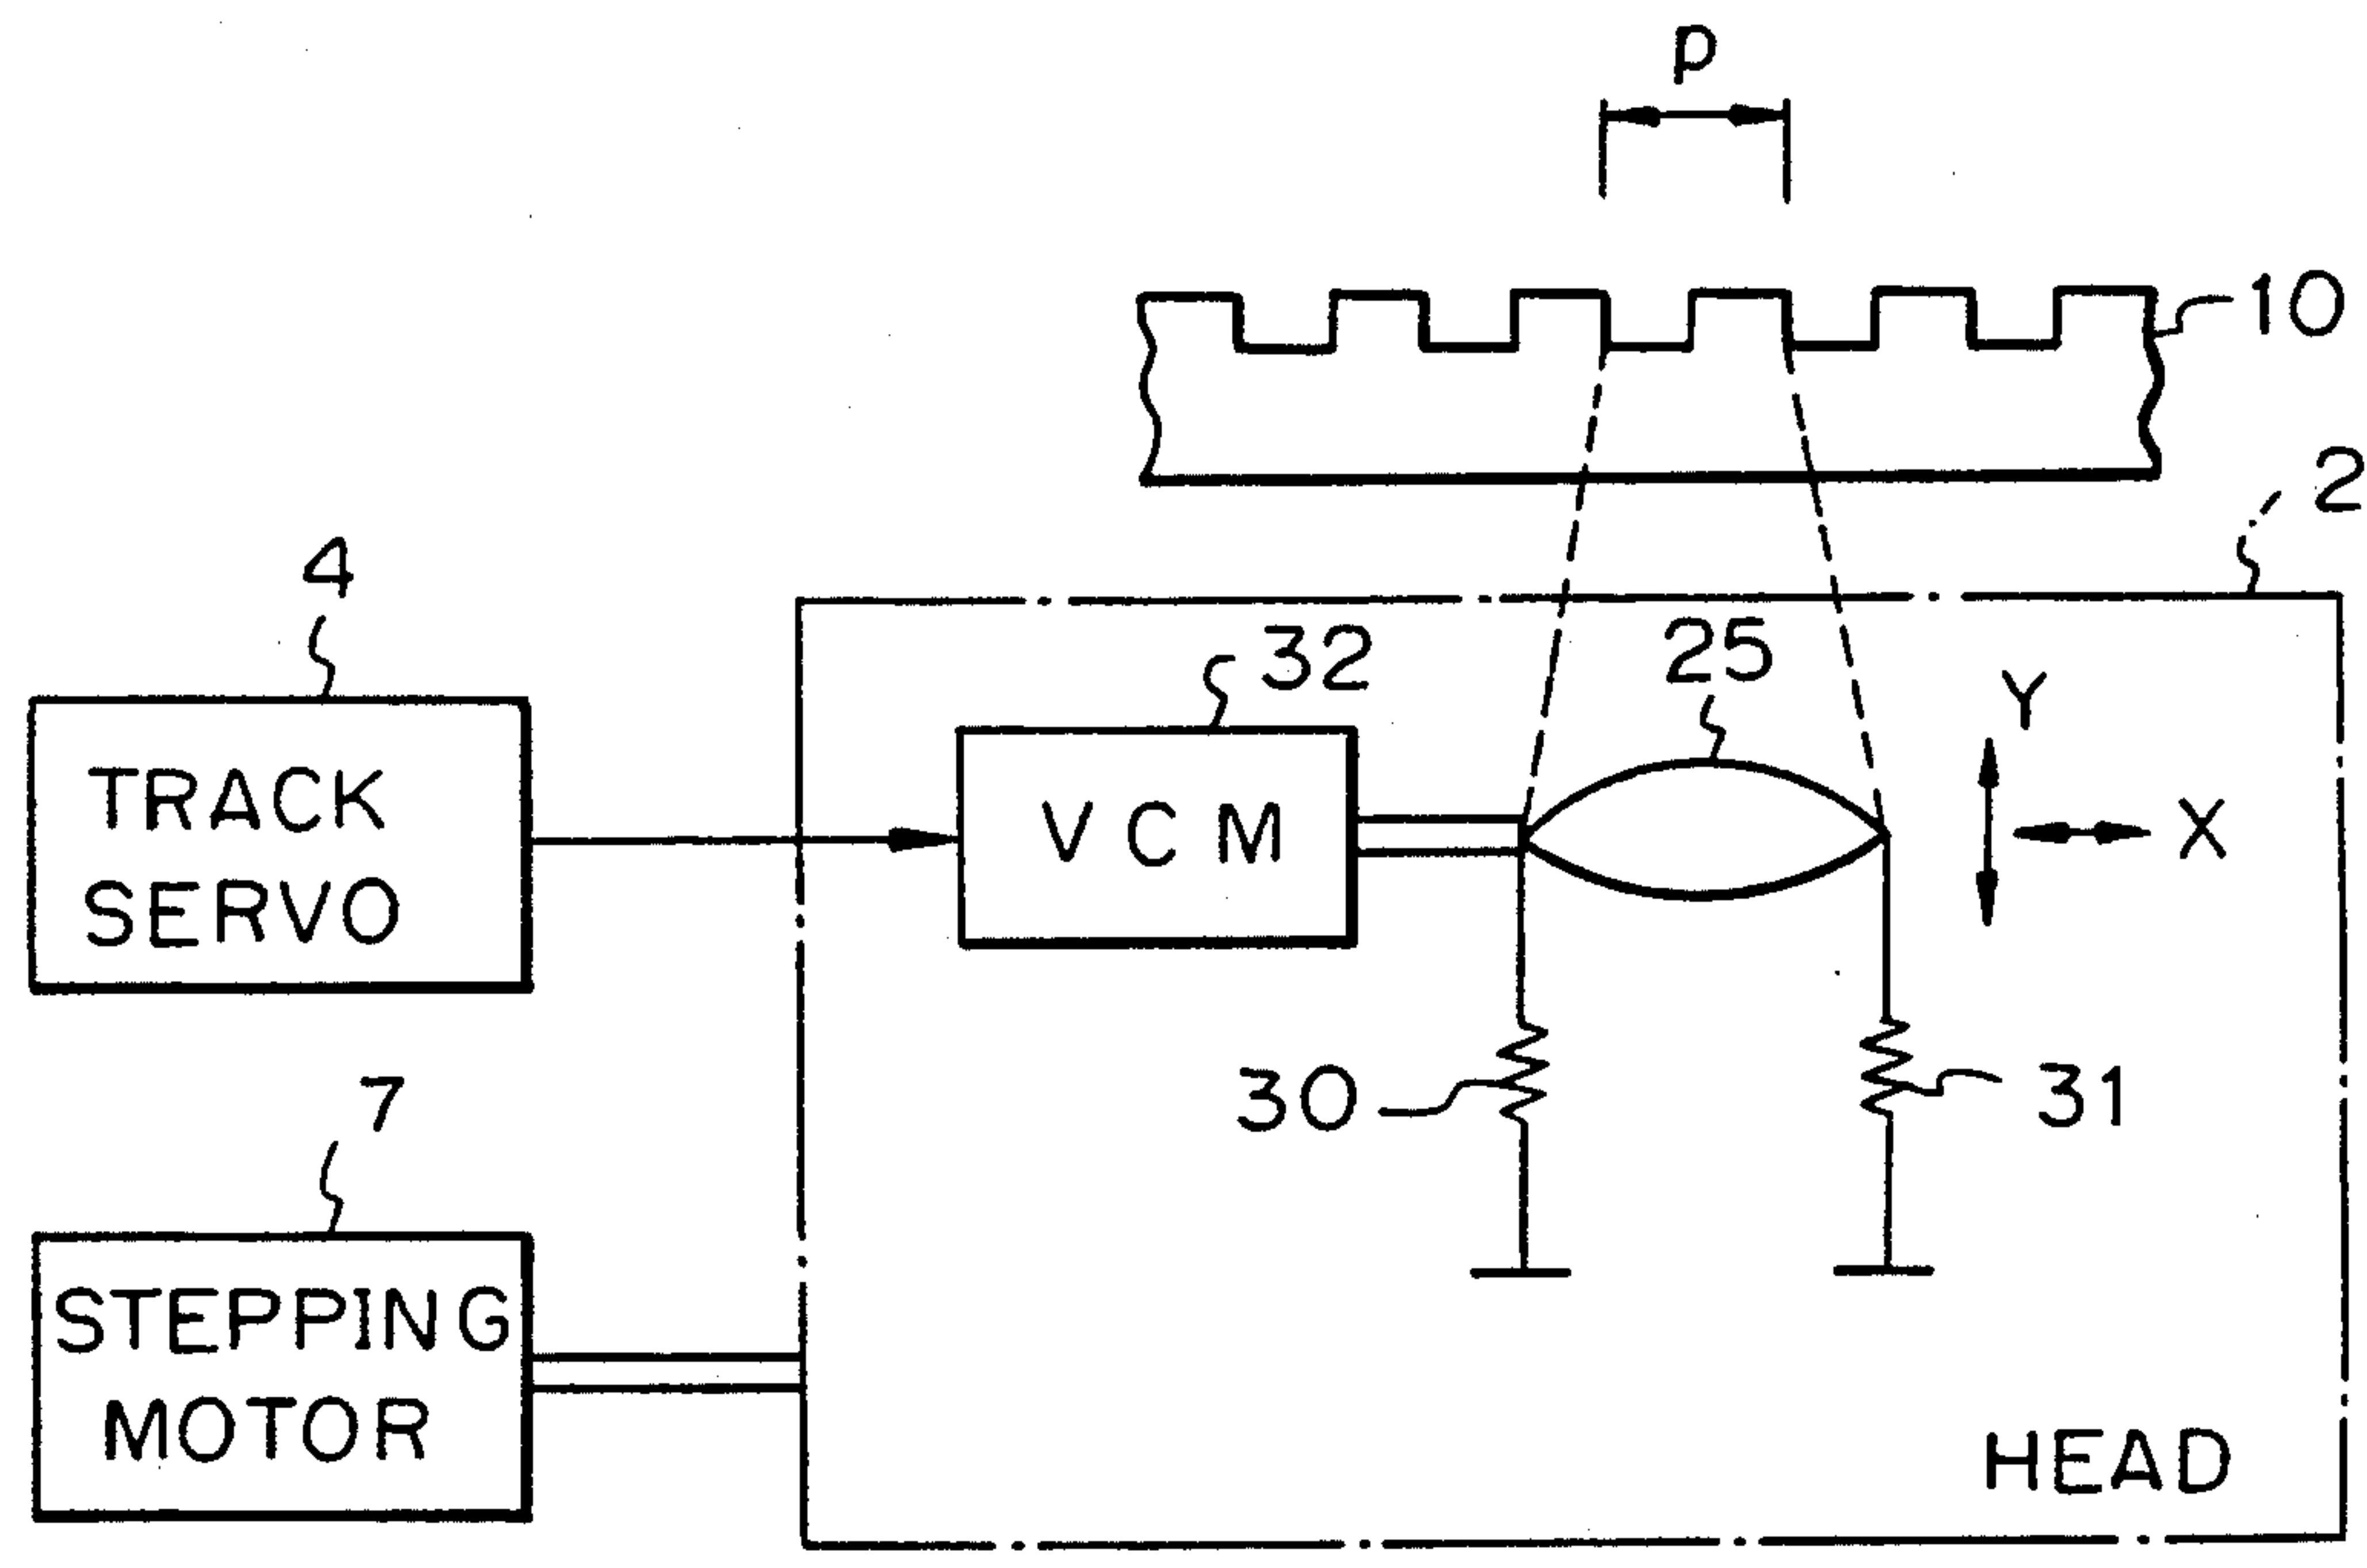 P
10
2
4
32
25
Y
X
TRACK
SERVO
VCM
30
31
7
STEPPING
MOTOR
HEAD